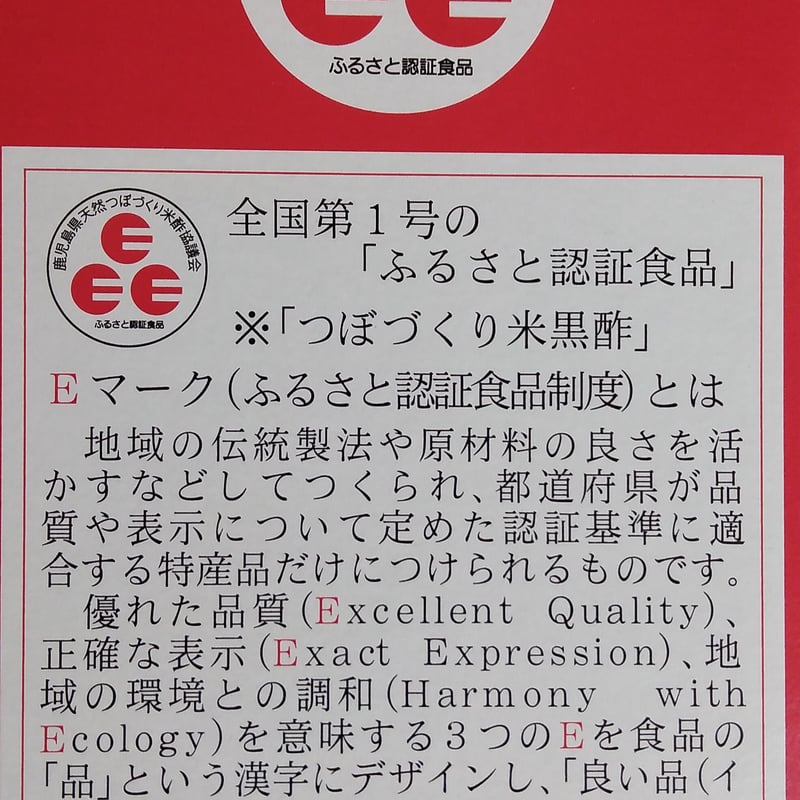 ふるさと認証食品
鹿児島県天然つぼづくり米酢協議会
EEE
ふるさと認証食品
全国第1号の
「ふるさと認証食品」
※「つぼづくり米黒酢」
Eマーク(ふるさと認証食品制度)とは
地域の伝統製法や原材料の良さを活
かすなどしてつくられ、都道府県が品
質や表示について定めた認証基準に適
合する特産品だけにつけられるものです。
優れた品質(Excellent Quality)、
正確な表示(Exact Expression)、地
域の環境との調和(Harmony with
Ecology)を意味する3つのEを食品の
「品」という漢字にデザインし、「良い品(イ